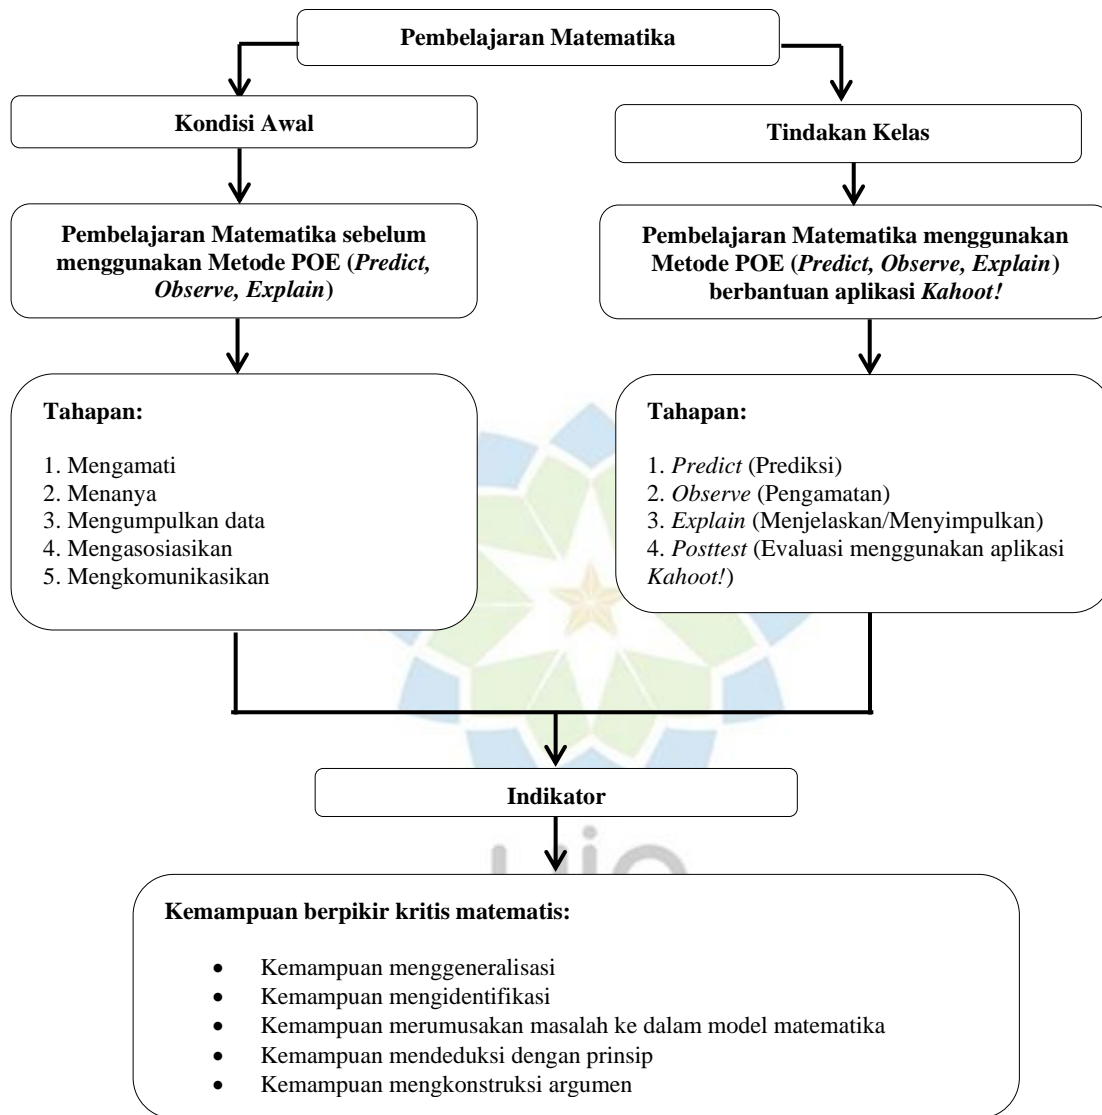 Pembelajaran Matematika
Kondisi Awal
Tindakan Kelas
Pembelajaran Matematika sebelum
menggunakan Metode POE (Predict,
Observe, Explain)
Pembelajaran Matematika menggunakan
Metode POE (Predict, Observe, Explain)
berbantuan aplikasi Kahoot!
Tahapan:
1. Mengamati
2. Menanya
3. Mengumpulkan data
4. Mengasosiasikan
5. Mengkomunikasikan
Tahapan:
1. Predict (Prediksi)
2. Observe (Pengamatan)
3. Explain (Menjelaskan/Menyimpulkan)
4. Posttest (Evaluasi menggunakan aplikasi
Kahoot!)
Indikator
Kemampuan berpikir kritis matematis:
• Kemampuan menggeneralisasi
• Kemampuan mengidentifikasi
• Kemampuan merumusakan masalah ke dalam model matematika
• Kemampuan mendeduksi dengan prinsip
• Kemampuan mengkonstruksi argumen